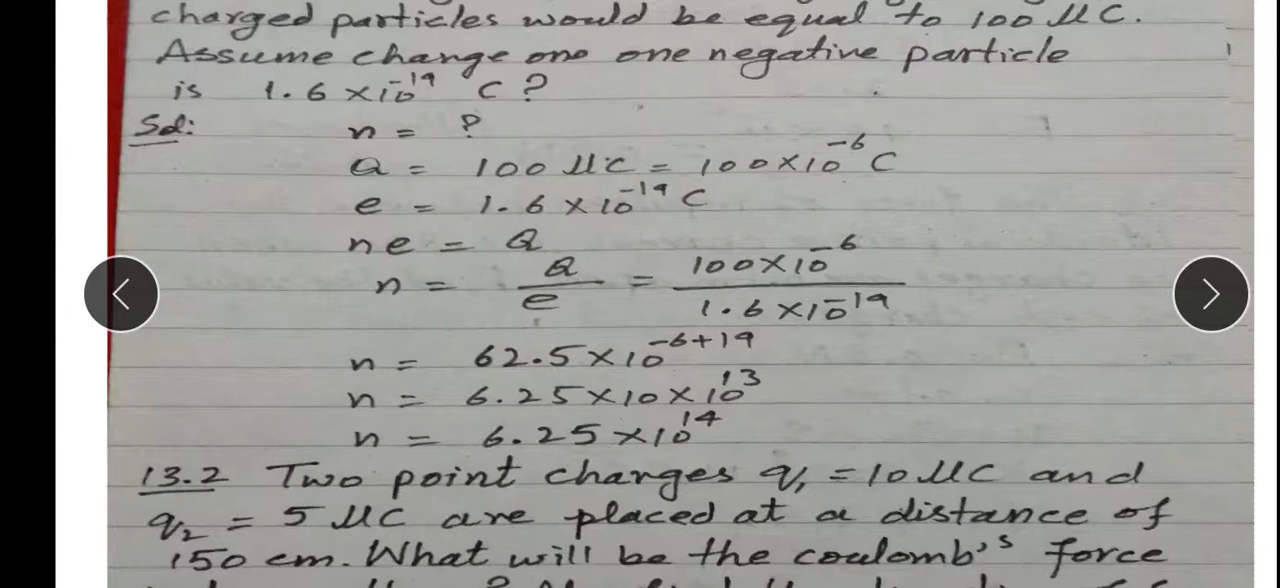 charged particles would be equal to 100 μC.
Assume change one one negative particle
is 1.6 × 10⁻¹⁹ C ?
Sol: n = ?
Q = 100 μC = 100×10⁻⁶ C
e = 1.6 × 10⁻¹⁹ C
ne = Q
n = Q/e = 100×10⁻⁶/1.6×10⁻¹⁹
n = 62.5×10⁻⁶⁺¹⁹
n = 6.25×10×10¹³
n = 6.25×10¹⁴
13.2 Two point changes q₁ = 10 μC and
q₂ = 5 μC are placed at a distance of
150 cm. What will be the coulomb's force